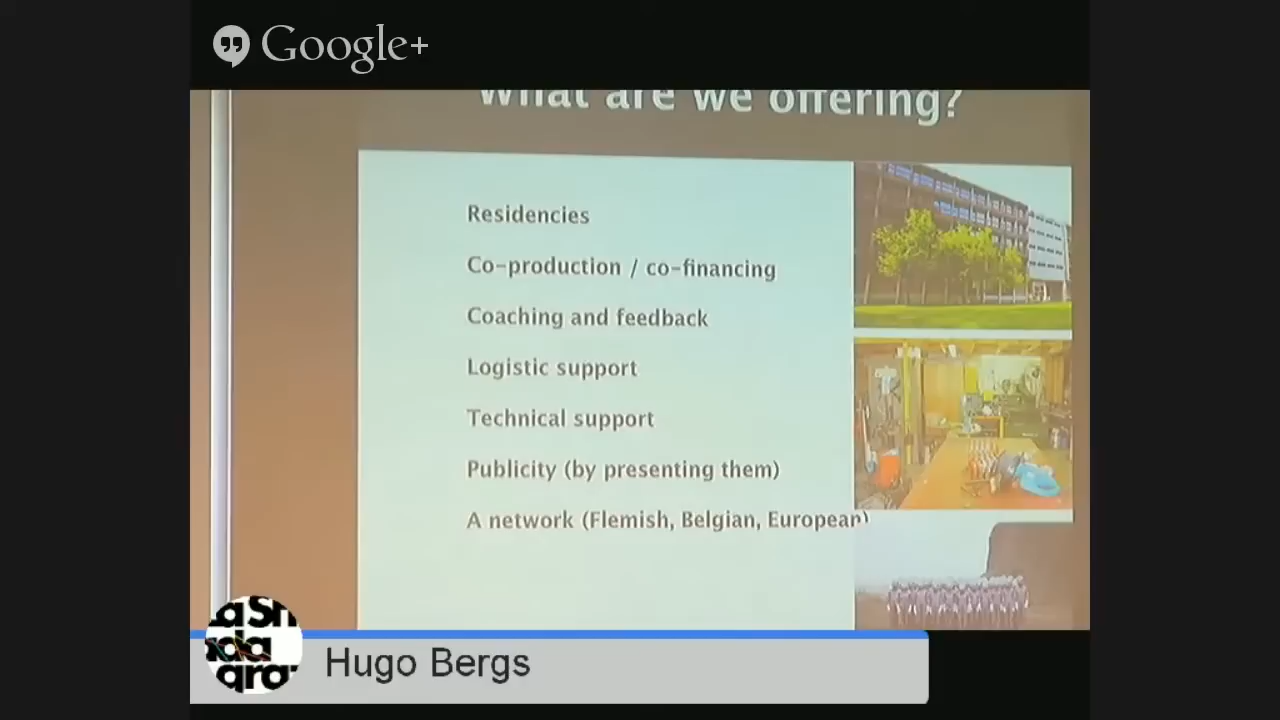 Google+
What are we offering?
Residencies
Co-production / co-financing
Coaching and feedback
Logistic support
Technical support
Publicity (by presenting them)
A network (Flemish, Belgian, European)
Hugo Bergs